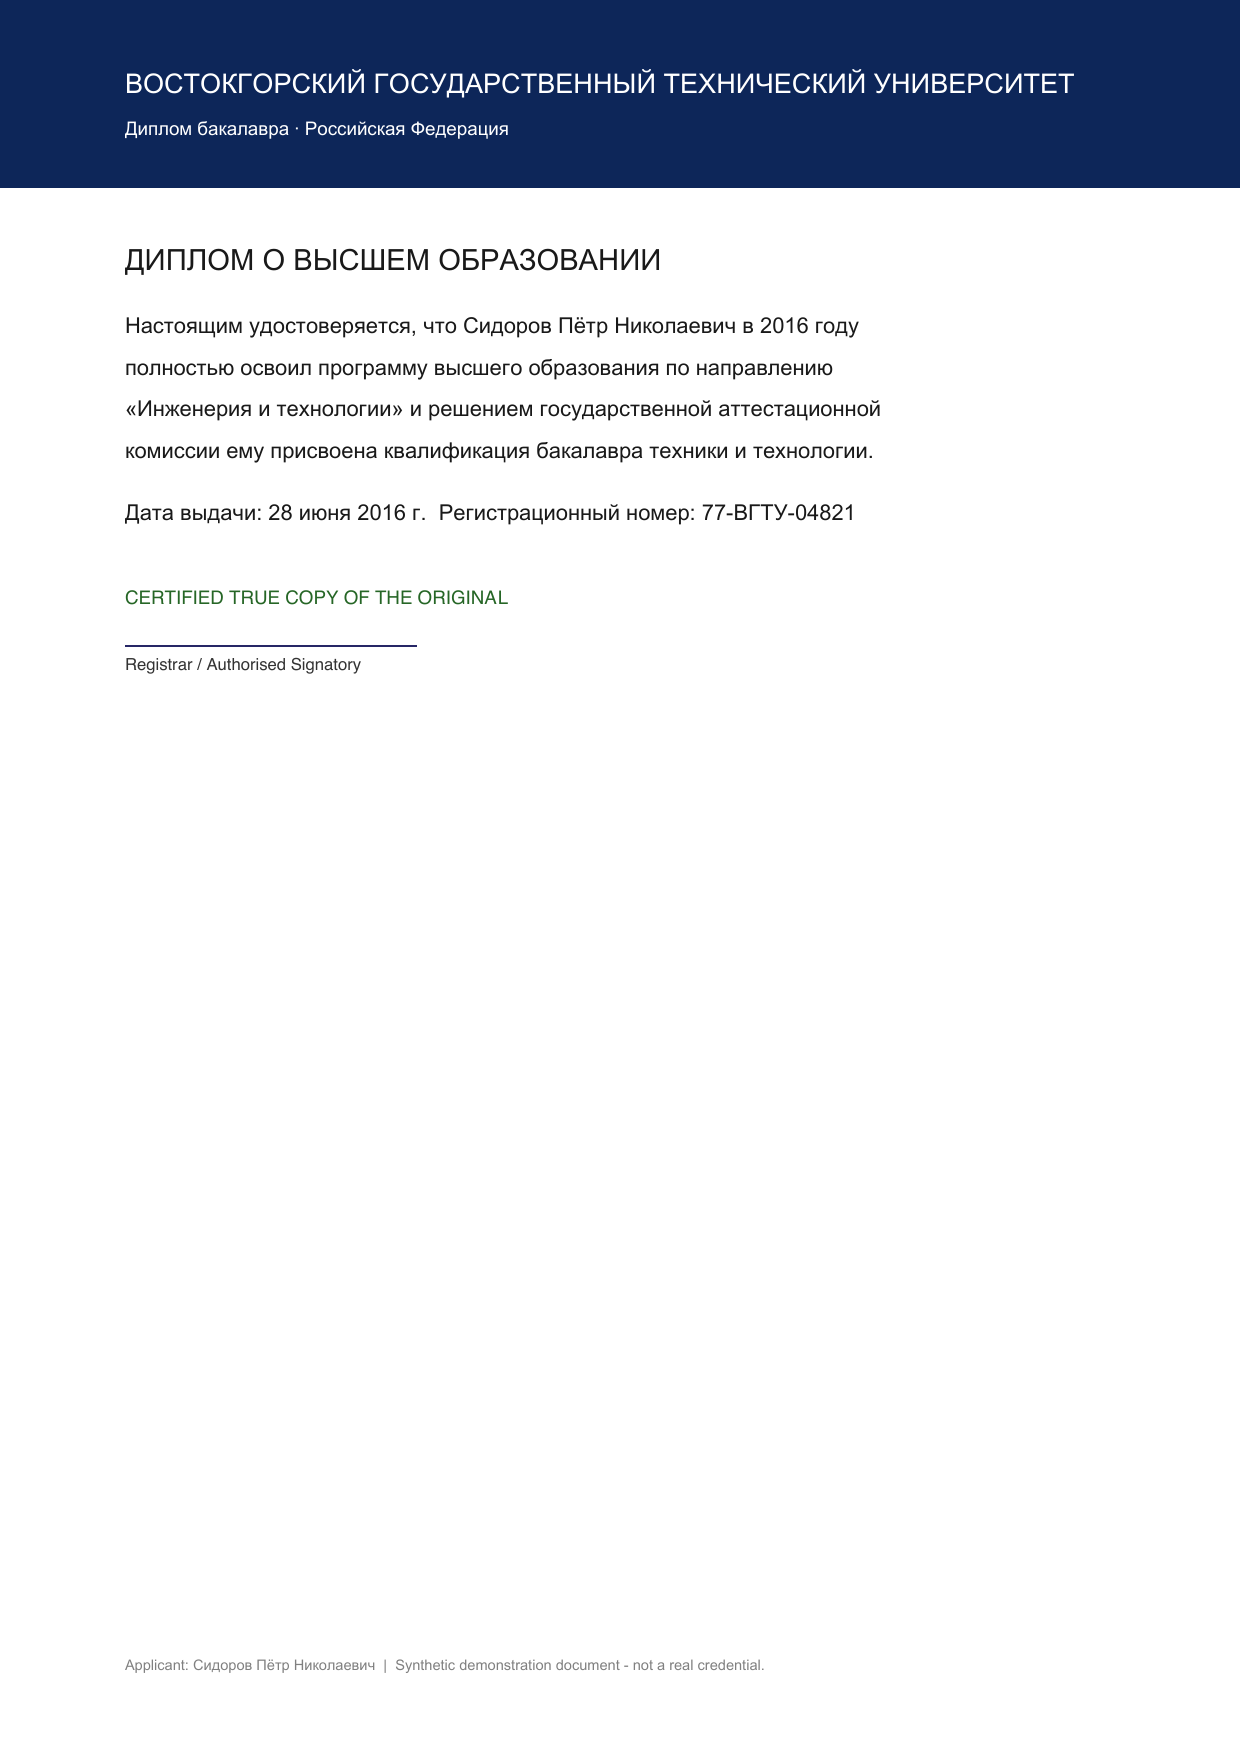 ВОСТОКГОРСКИЙ ГОСУДАРСТВЕННЫЙ ТЕХНИЧЕСКИЙ УНИВЕРСИТЕТ
Диплом бакалавра · Российская Федерация
ДИПЛОМ О ВЫСШЕМ ОБРАЗОВАНИИ
Настоящим удостоверяется, что Сидоров Пётр Николаевич в 2016 году
полностью освоил программу высшего образования по направлению
«Инженерия и технологии» и решением государственной аттестационной
комиссии ему присвоена квалификация бакалавра техники и технологии.
Дата выдачи: 28 июня 2016 г.  Регистрационный номер: 77-ВГТУ-04821
CERTIFIED TRUE COPY OF THE ORIGINAL
Registrar / Authorised Signatory
Applicant: Сидоров Пётр Николаевич | Synthetic demonstration document - not a real credential.